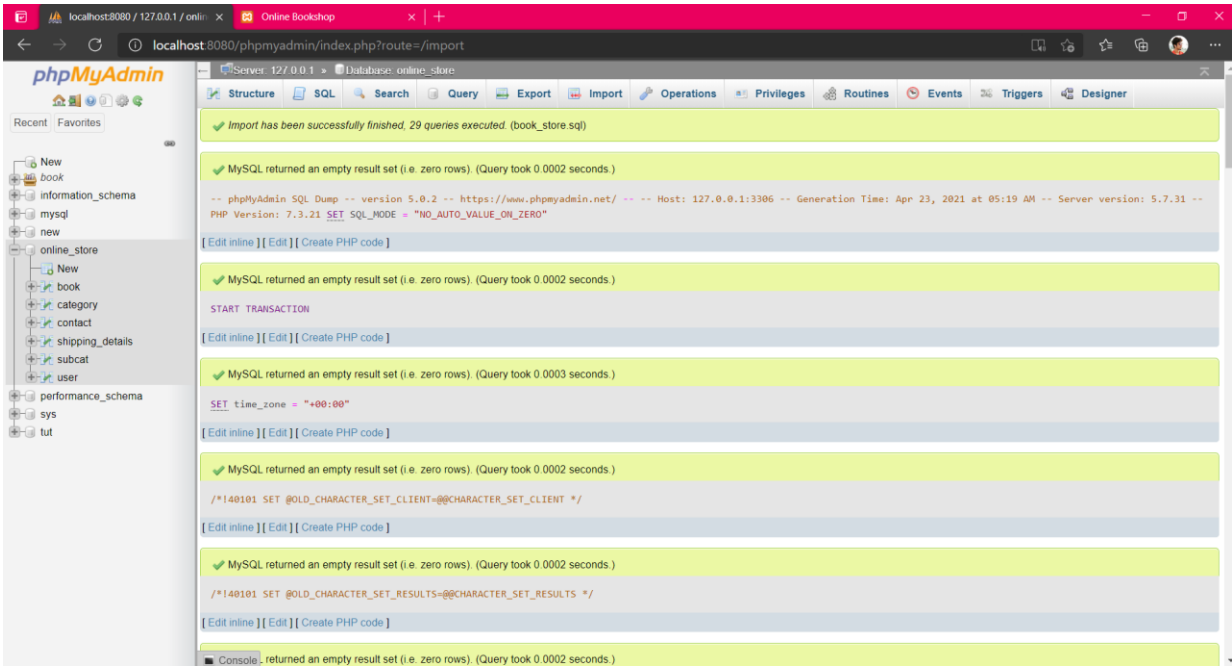 localhost:8080 / 127.0.0.1 / onlin
Online Bookshop
localhost:8080/phpmyadmin/index.php?route=/import
phpMyAdmin
Recent Favorites
New
book
information_schema
mysql
new
online_store
New
book
category
contact
shipping_details
subcat
user
performance_schema
sys
tut
Server: 127.0.0.1 » Database: online_store
Structure SQL Search Query Export Import Operations Privileges Routines Events Triggers Designer
Import has been successfully finished, 29 queries executed. (book_store.sql)
MySQL returned an empty result set (i.e. zero rows). (Query took 0.0002 seconds.)
-- phpMyAdmin SQL Dump -- version 5.0.2 -- https://www.phpmyadmin.net/ -- -- Host: 127.0.0.1:3306 -- Generation Time: Apr 23, 2021 at 05:19 AM -- Server version: 5.7.31 --
PHP Version: 7.3.21 SET SQL_MODE = "NO_AUTO_VALUE_ON_ZERO"
[ Edit inline ] [ Edit ] [ Create PHP code ]
MySQL returned an empty result set (i.e. zero rows). (Query took 0.0002 seconds.)
START TRANSACTION
[ Edit inline ] [ Edit ] [ Create PHP code ]
MySQL returned an empty result set (i.e. zero rows). (Query took 0.0003 seconds.)
SET time_zone = "+00:00"
[ Edit inline ] [ Edit ] [ Create PHP code ]
MySQL returned an empty result set (i.e. zero rows). (Query took 0.0002 seconds.)
/*!40101 SET @OLD_CHARACTER_SET_CLIENT=@@CHARACTER_SET_CLIENT */
[ Edit inline ] [ Edit ] [ Create PHP code ]
MySQL returned an empty result set (i.e. zero rows). (Query took 0.0002 seconds.)
/*!40101 SET @OLD_CHARACTER_SET_RESULTS=@@CHARACTER_SET_RESULTS */
[ Edit inline ] [ Edit ] [ Create PHP code ]
Console returned an empty result set (i.e. zero rows). (Query took 0.0002 seconds.)